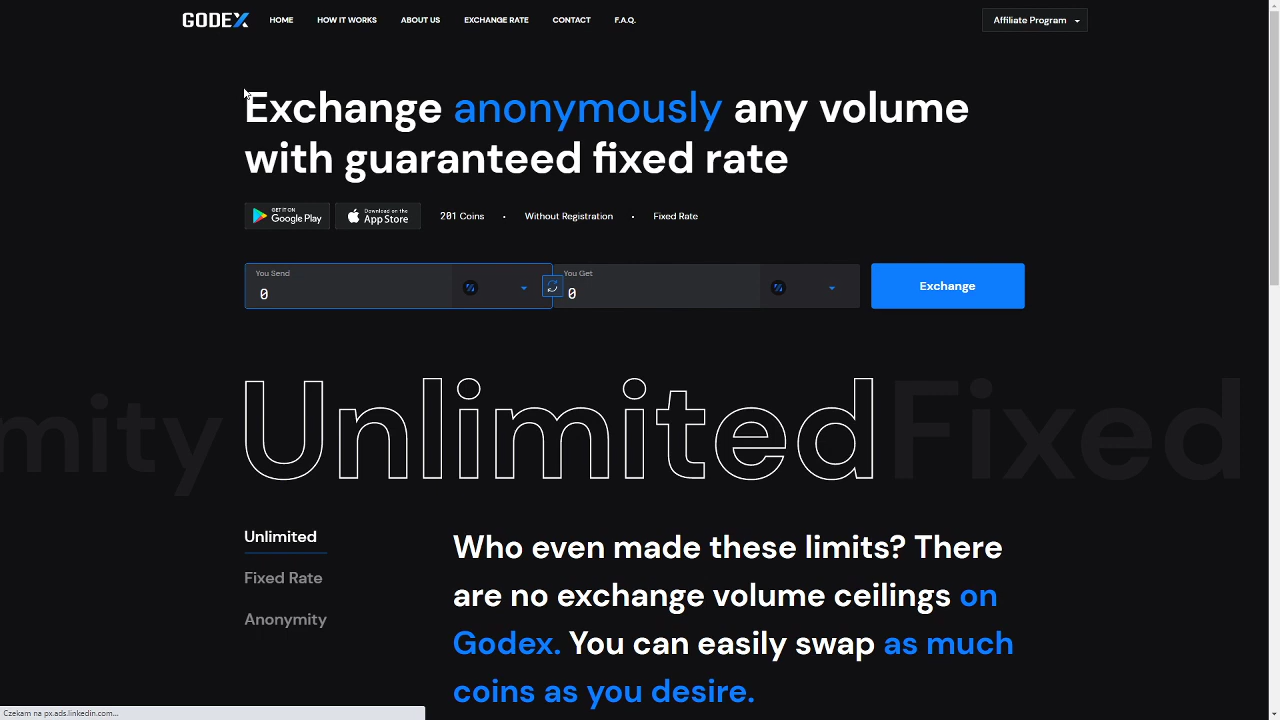 GODEX HOME HOW IT WORKS ABOUT US EXCHANGE RATE CONTACT F.A.Q. Affiliate Program
Exchange anonymously any volume
with guaranteed fixed rate
GET IT ON Google Play Download on the App Store 201 Coins • Without Registration • Fixed Rate
You Send You Get
0 0 Exchange
mity Unlimited Fixed
Unlimited
Fixed Rate
Anonymity
Who even made these limits? There
are no exchange volume ceilings on
Godex. You can easily swap as much
coins as you desire.
Czekam na px.ads.linkedin.com...